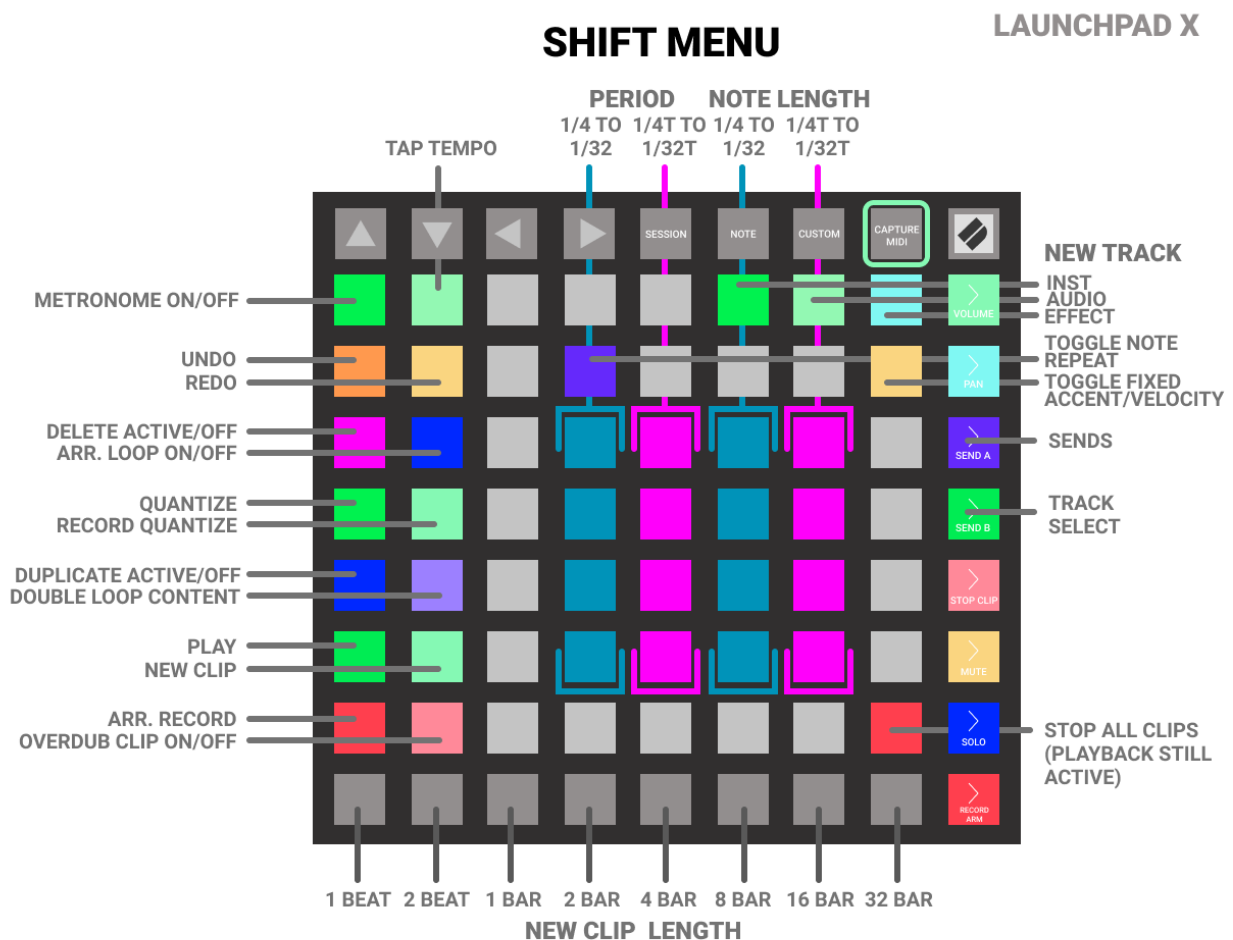 LAUNCHPAD X
SHIFT MENU
PERIOD NOTE LENGTH
1/4 TO 1/4T TO 1/4 TO 1/4T TO
1/32 1/32T 1/32 1/32T
TAP TEMPO
SESSION NOTE CUSTOM CAPTURE
MIDI
NEW TRACK
METRONOME ON/OFF
INST
AUDIO
EFFECT
VOLUME
UNDO
REDO
TOGGLE NOTE
REPEAT
TOGGLE FIXED
ACCENT/VELOCITY
PAN
DELETE ACTIVE/OFF
ARR. LOOP ON/OFF
SEND A
SENDS
QUANTIZE
RECORD QUANTIZE
SEND B
TRACK
SELECT
DUPLICATE ACTIVE/OFF
DOUBLE LOOP CONTENT
STOP CLIP
PLAY
NEW CLIP
MUTE
ARR. RECORD
OVERDUB CLIP ON/OFF
SOLO
STOP ALL CLIPS
(PLAYBACK STILL
ACTIVE)
RECORD
ARM
1 BEAT 2 BEAT 1 BAR 2 BAR 4 BAR 8 BAR 16 BAR 32 BAR
NEW CLIP LENGTH